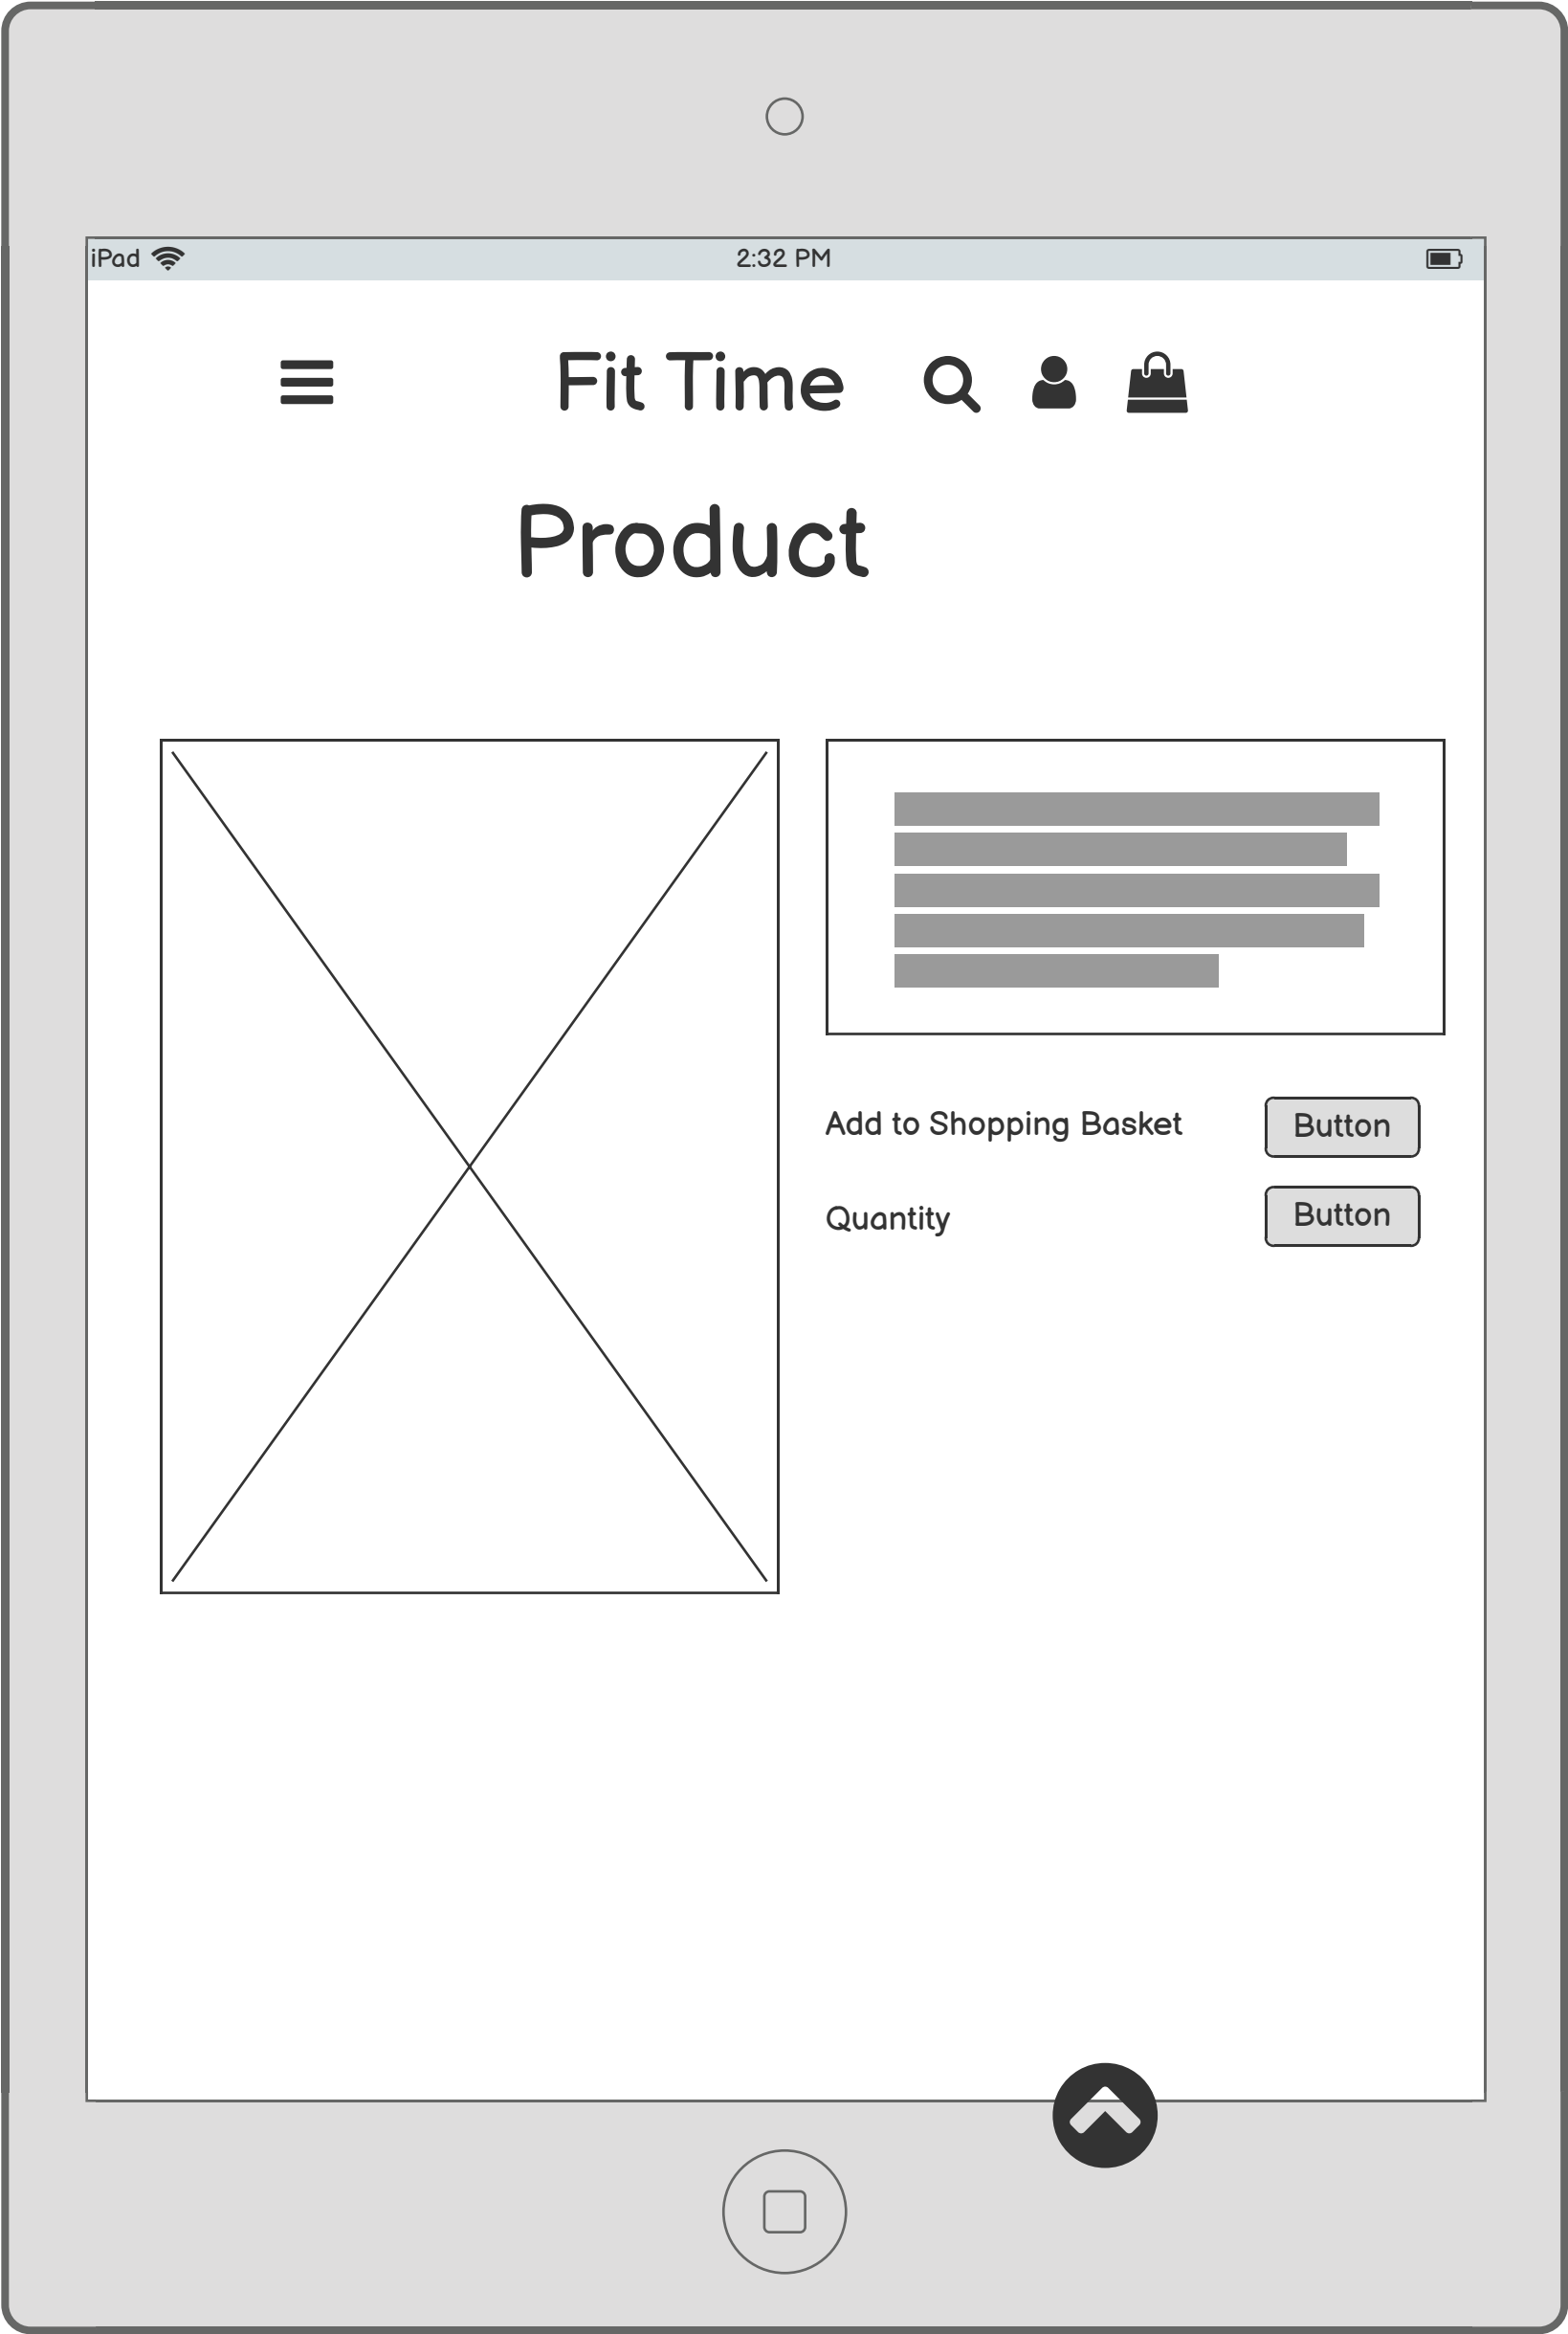 iPad 2:32 PM
Fit Time
Product
Add to Shopping Basket Button
Quantity Button